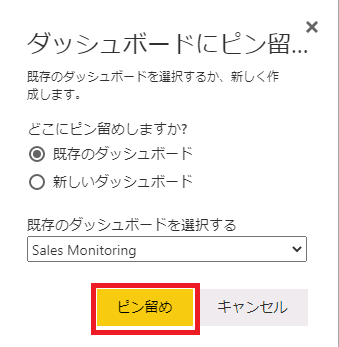 ダッシュボードにピン留...
既存のダッシュボードを選択するか、新しく作
成します。
どこにピン留めしますか?
既存のダッシュボード
新しいダッシュボード
既存のダッシュボードを選択する
Sales Monitoring
ピン留め
キャンセル